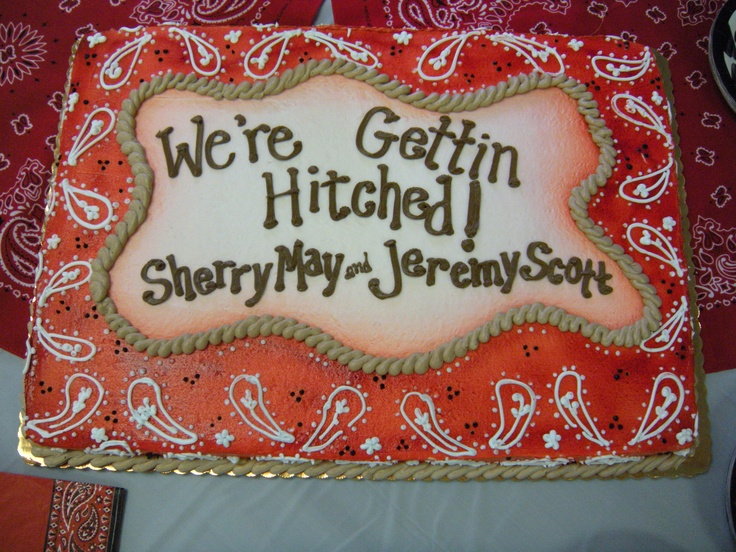 We're Gettin
Hitched!
Sherry May and Jeremy Scott